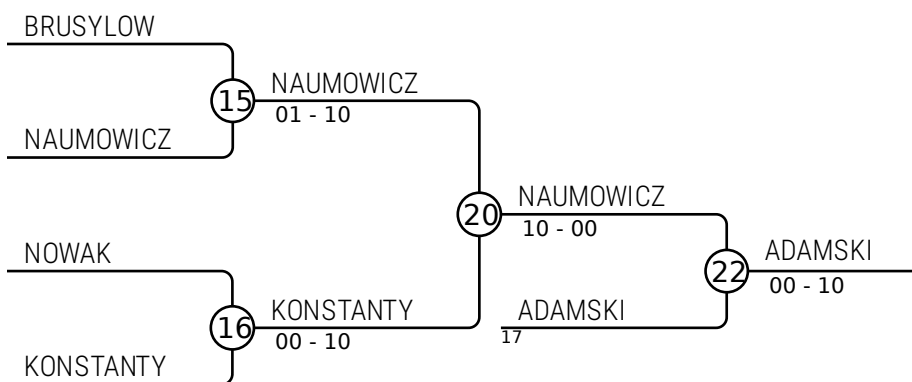 BRUSYLOW
15
NAUMOWICZ
01 - 10
NAUMOWICZ
20
NAUMOWICZ
10 - 00
NOWAK
22
ADAMSKI
00 - 10
16
KONSTANTY
00 - 10
ADAMSKI
17
KONSTANTY